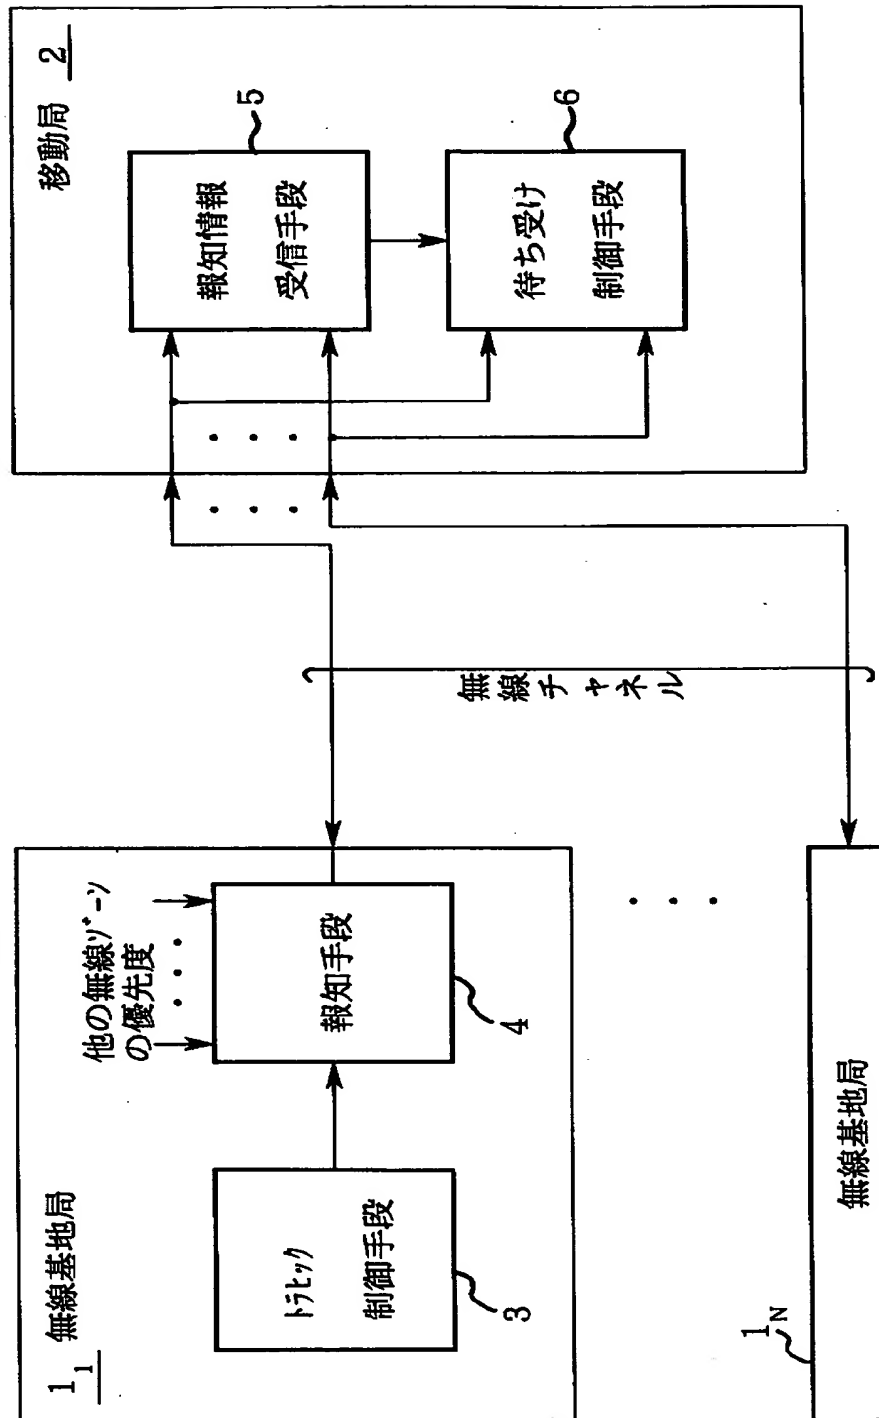 1₁ 無線基地局
トラヒック
制御手段
3
他の無線ゾーン
の優先度
報知手段
4
無線チャネル
移動局 2
報知情報
受信手段
5
待ち受け
制御手段
6
1N
無線基地局